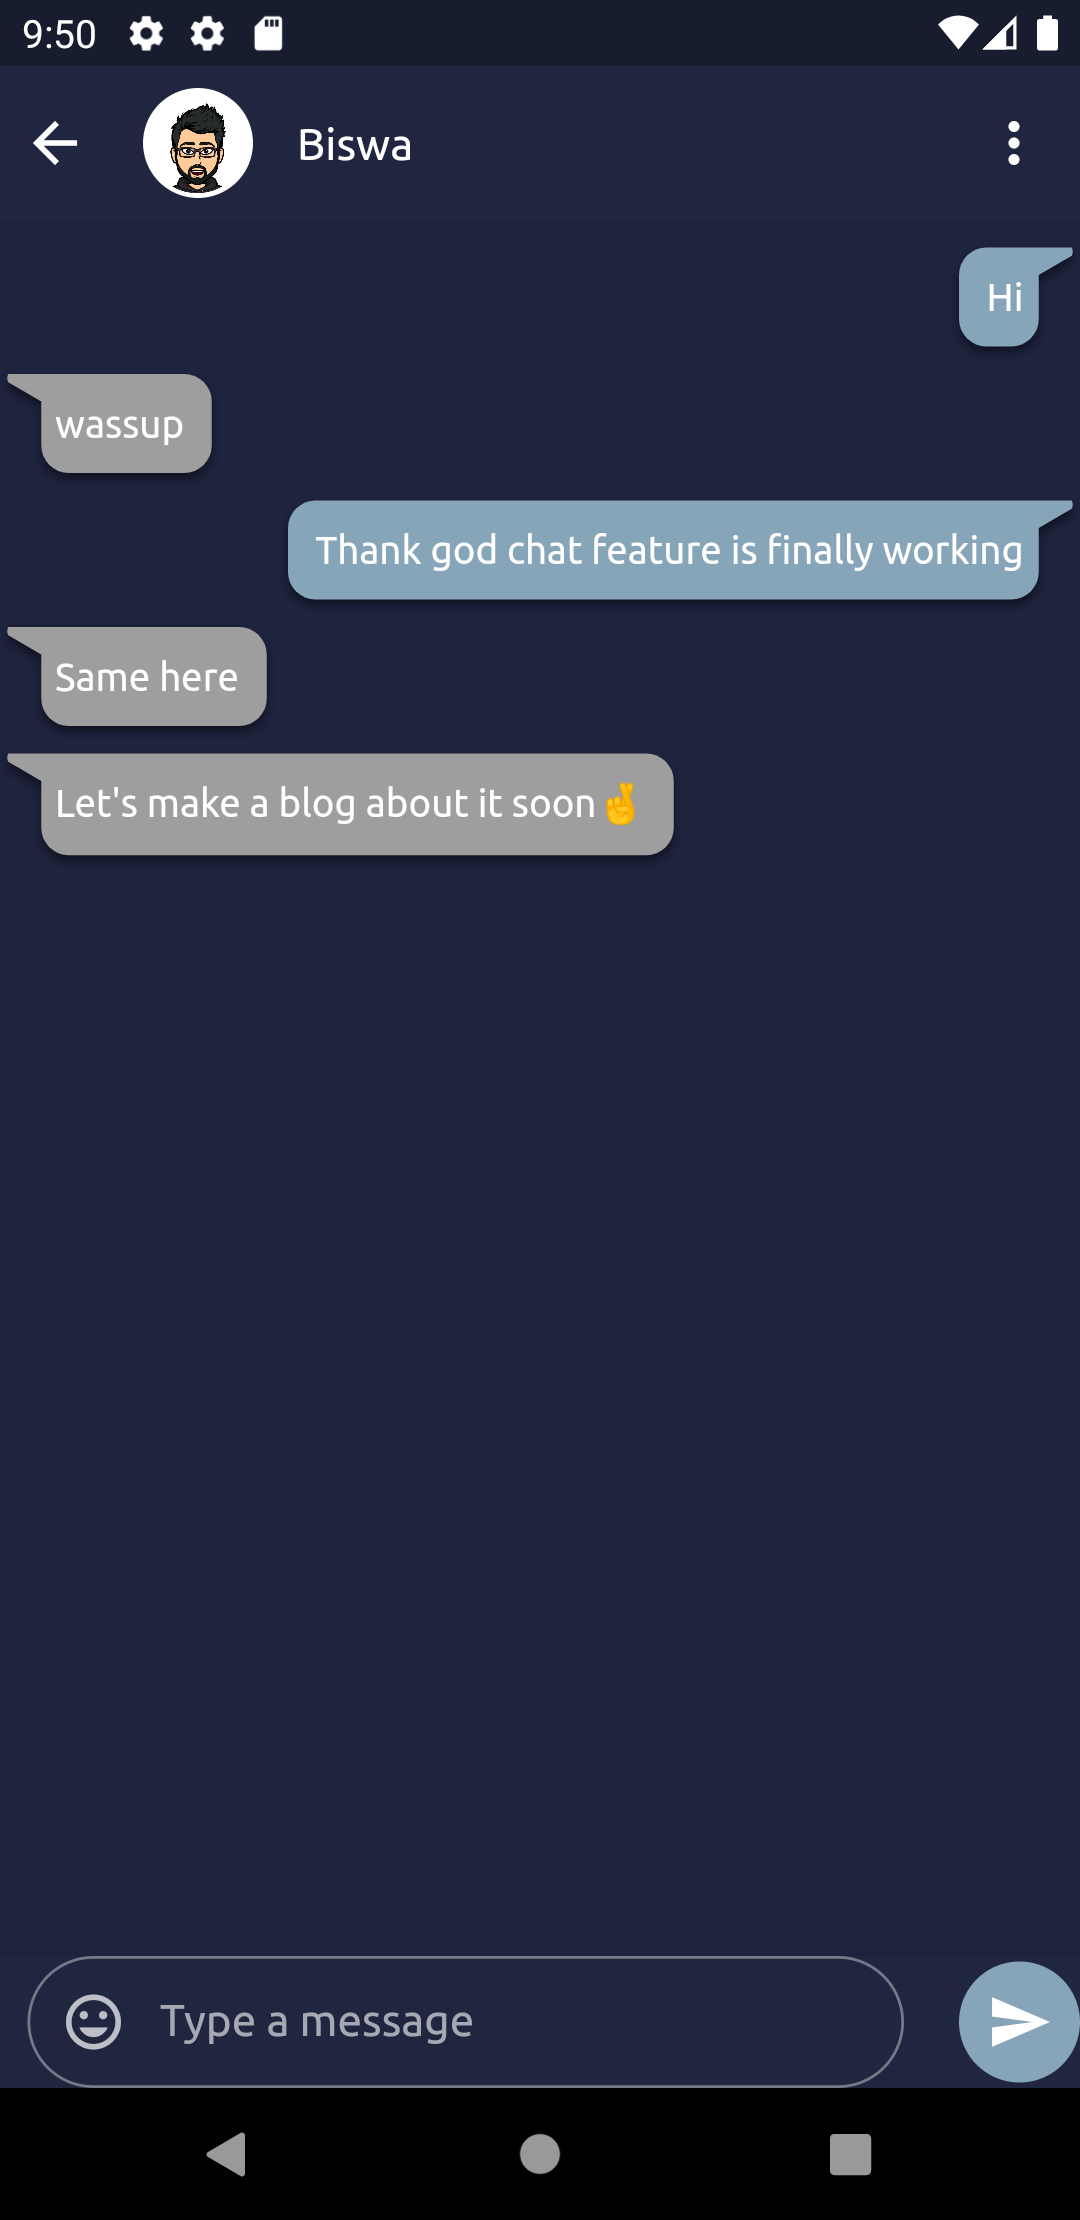 9:50
Biswa
Hi
wassup
Thank god chat feature is finally working
Same here
Let's make a blog about it soon🤞
Type a message